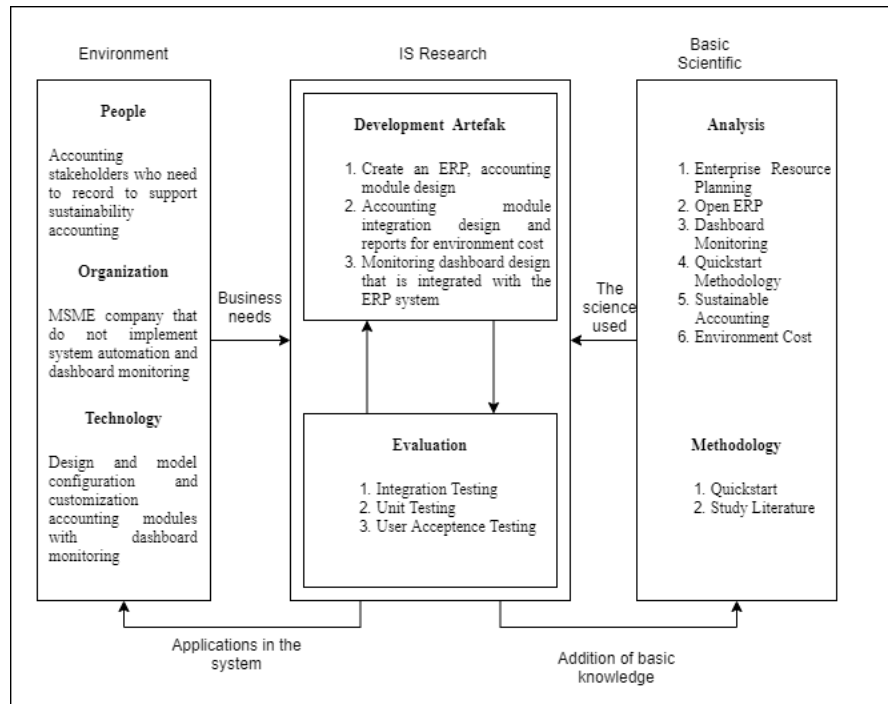 Environment
People
Accounting
stakeholders who need
to record to support
sustainability
accounting
Organization
MSME company that
do not implement
system automation and
dashboard monitoring
Technology
Design and model
configuration and
customization
accounting modules
with dashboard
monitoring
Business
needs
IS Research
Development Artefak
1. Create an ERP, accounting
module design
2. Accounting module
integration design and
reports for environment cost
3. Monitoring dashboard design
that is integrated with the
ERP system
Evaluation
1. Integration Testing
2. Unit Testing
3. User Acceptence Testing
The
science
used
Basic
Scientific
Analysis
1. Enterprise Resource
Planning
2. Open ERP
3. Dashboard
Monitoring
4. Quickstart
Methodology
5. Sustainable
Accounting
6. Environment Cost
Methodology
1. Quickstart
2. Study Literature
Applications in the
system
Addition of basic
knowledge